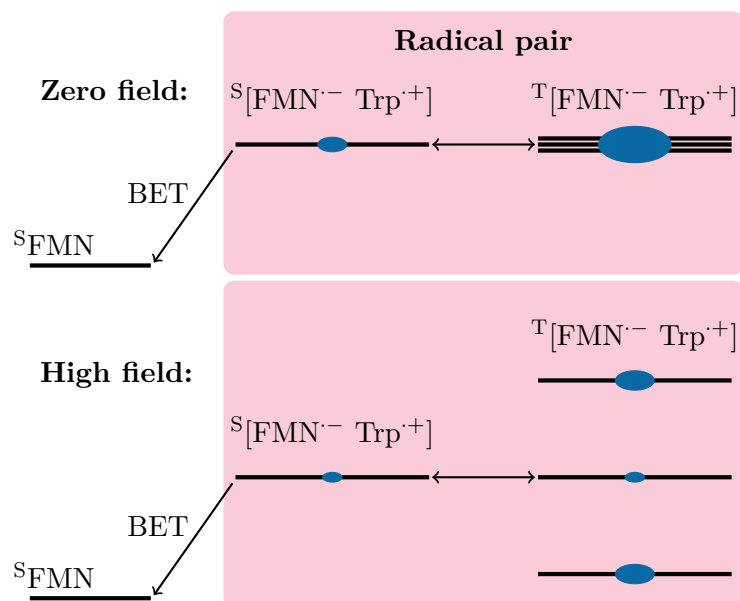 Radical pair
Zero field:
S[FMN·− Trp·+]
T[FMN·− Trp·+]
BET
SFMN
T[FMN·− Trp·+]
High field:
S[FMN·− Trp·+]
BET
SFMN